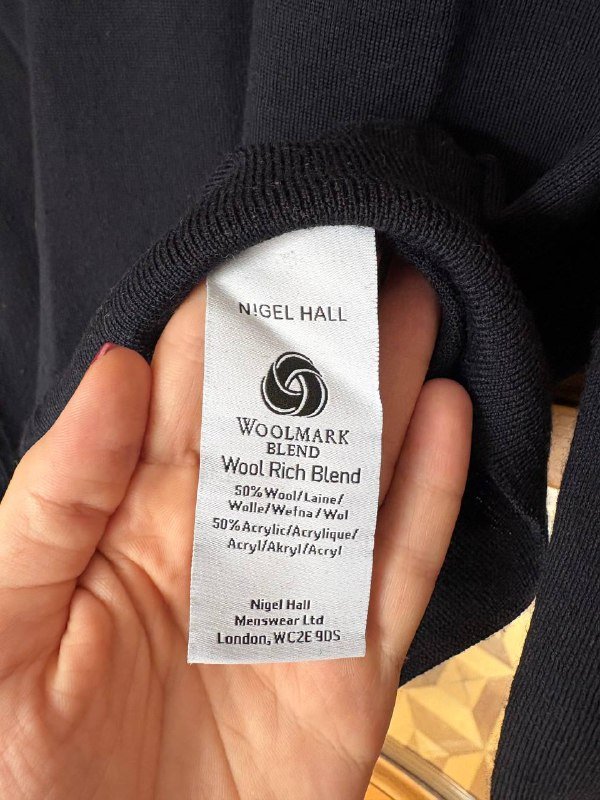 NIGEL HALL
WOOLMARK
BLEND
Wool Rich Blend
50% Wool/Laine/
Wolle/Wełna/Wol
50% Acrylic/Acrylique/
Acryl/Akryl/Acryl
Nigel Hall
Menswear Ltd
London, WC2E 9DS